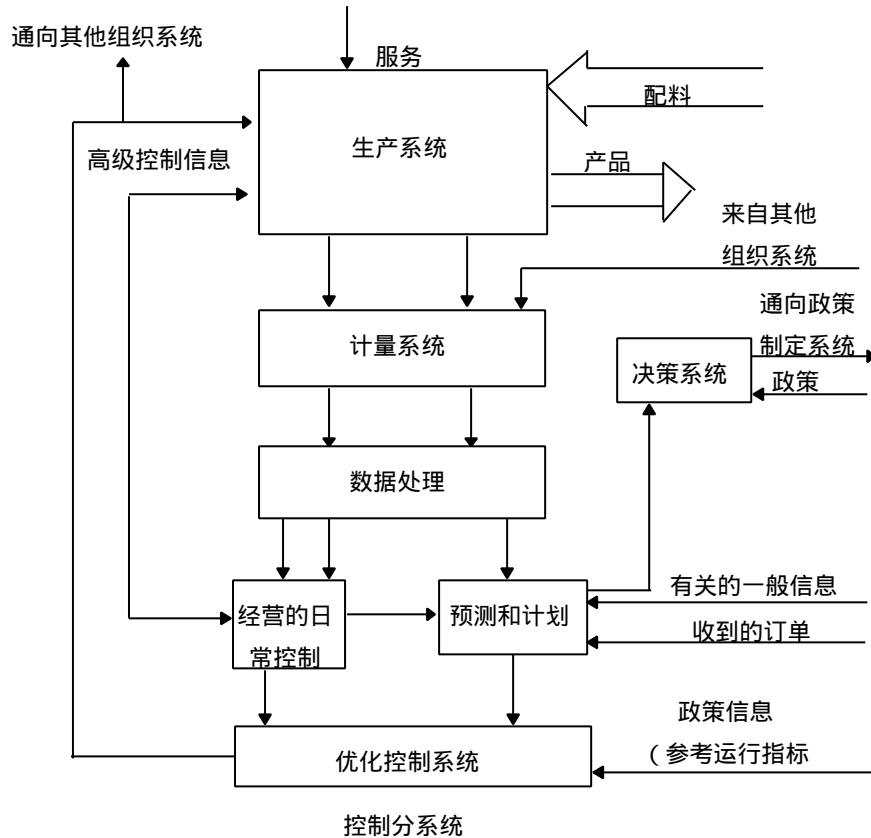 通向其他组织系统
服务
配料
生产系统
高级控制信息
产品
来自其他
组织系统
通向政策
计量系统
制定系统
决策系统
政策
数据处理
有关的一般信息
经营的日
常控制
预测和计划
收到的订单
政策信息
（参考运行指标
优化控制系统
控制分系统